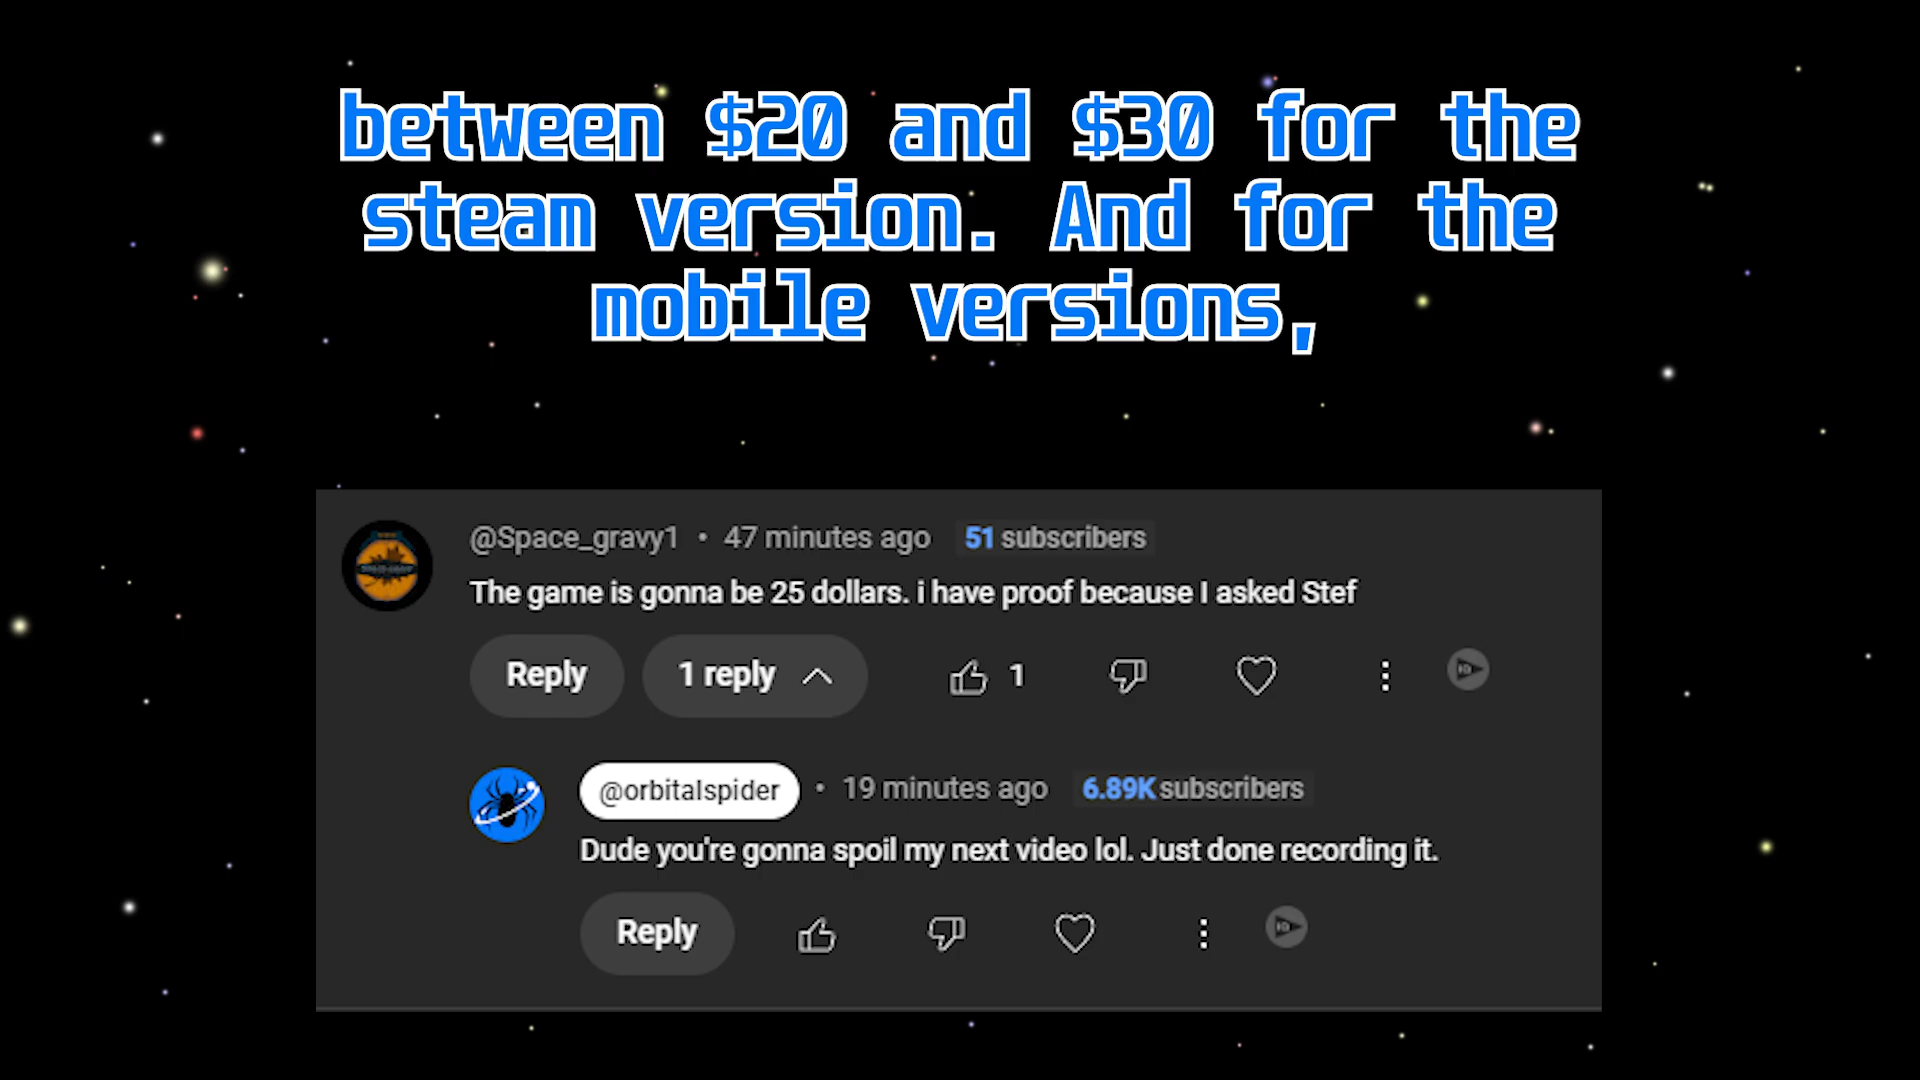 between $20 and $30 for the
steam version. And for the
mobile versions,
@Space_gravy1 • 47 minutes ago 51 subscribers
The game is gonna be 25 dollars. i have proof because I asked Stef
Reply 1 reply 1
@orbitalspider • 19 minutes ago 6.89K subscribers
Dude you're gonna spoil my next video lol. Just done recording it.
Reply